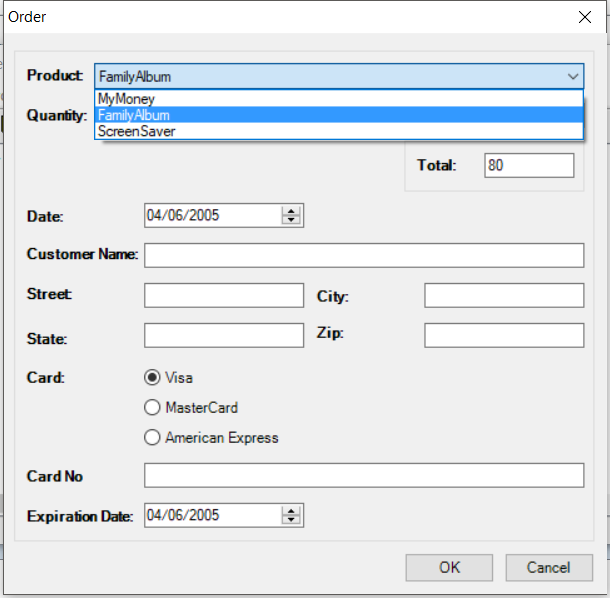 Order
Product: FamilyAlbum
MyMoney
Quantity: FamilyAlbum
ScreenSaver
Total: 80
Date: 04/06/2005
Customer Name:
Street: City:
State: Zip:
Card: Visa
MasterCard
American Express
Card No
Expiration Date: 04/06/2005
OK Cancel